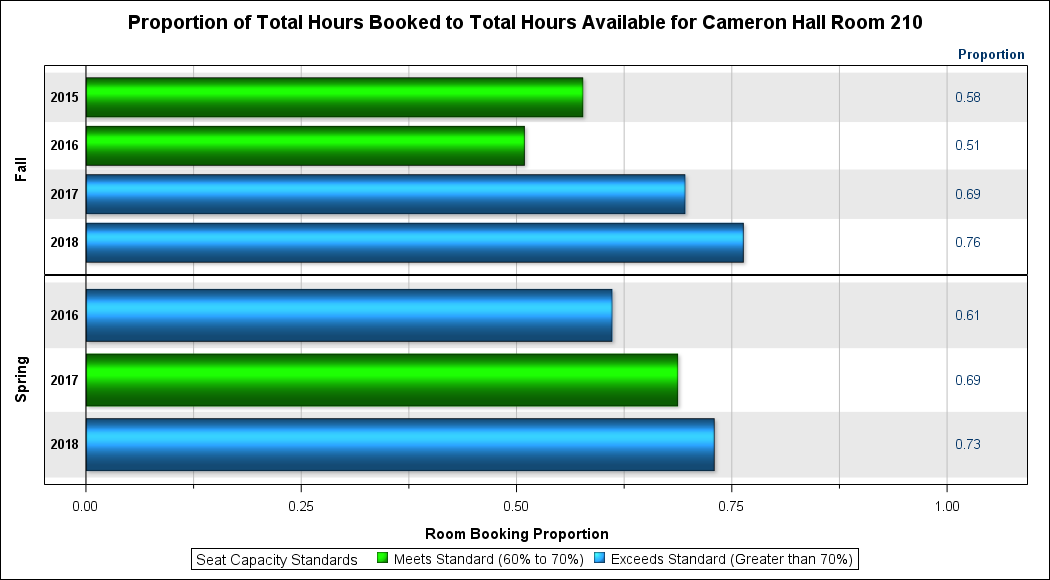 Proportion of Total Hours Booked to Total Hours Available for Cameron Hall Room 210
Proportion
Fall
2015 0.58
2016 0.51
2017 0.69
2018 0.76
Spring
2016 0.61
2017 0.69
2018 0.73
0.00 0.25 0.50 0.75 1.00
Room Booking Proportion
Seat Capacity Standards Meets Standard (60% to 70%) Exceeds Standard (Greater than 70%)